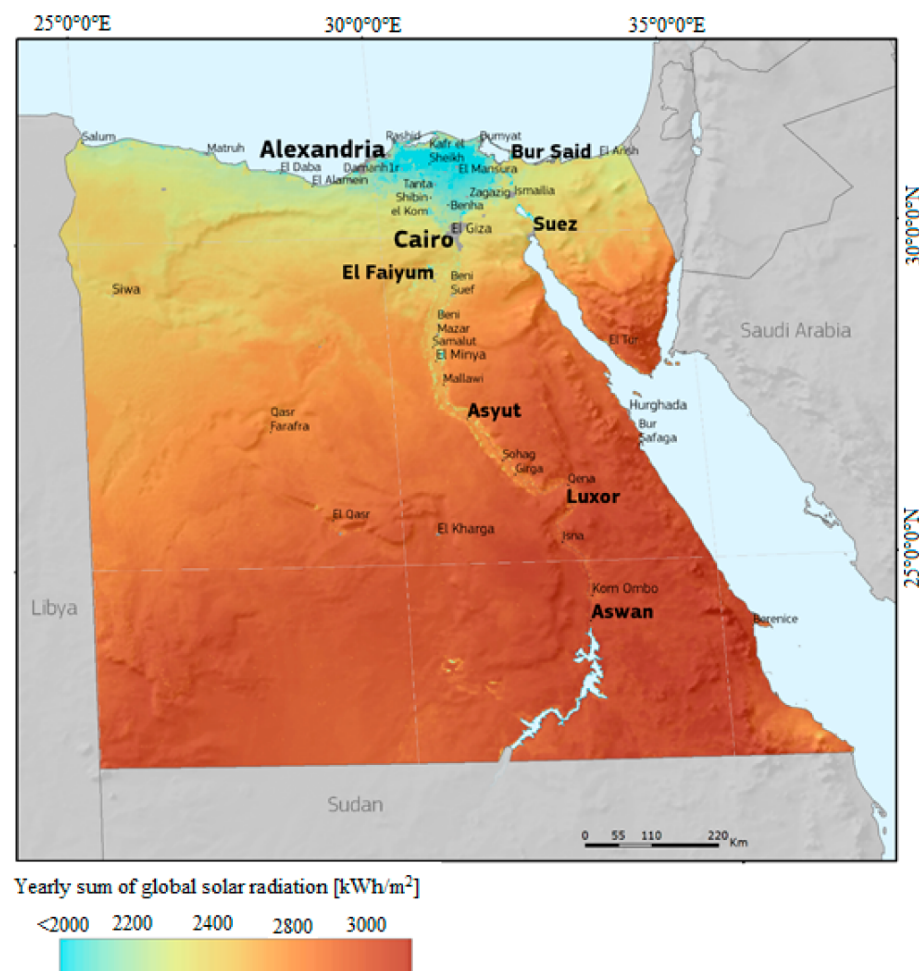 25°0'0"E 30°0'0"E 35°0'0"E
Salum
Rashid
Dumyat
Matruh
Alexandria
Kafr el
Sheikh
Bur Said
El Arish
El Daba
Damanh1r
El Mansura
El Alamein
Tanta
Zagazig
Ismailia
Shibin
el Kom
Benha
Suez
El Giza
Cairo
30°0'0"N
El Faiyum
Beni
Suef
Siwa
Beni
Mazar
Samalut
El Minya
El Tur
Saudi Arabia
Mallawi
Hurghada
Qasr
Farafra
Asyut
Bur
Safaga
Sohag
Girga
Qena
Luxor
El Qasr
El Kharga
Isna
25°0'0"N
Kom Ombo
Libya
Aswan
Berenice
Sudan
0 55 110 220 Km
Yearly sum of global solar radiation [kWh/m²]
<2000 2200 2400 2800 3000